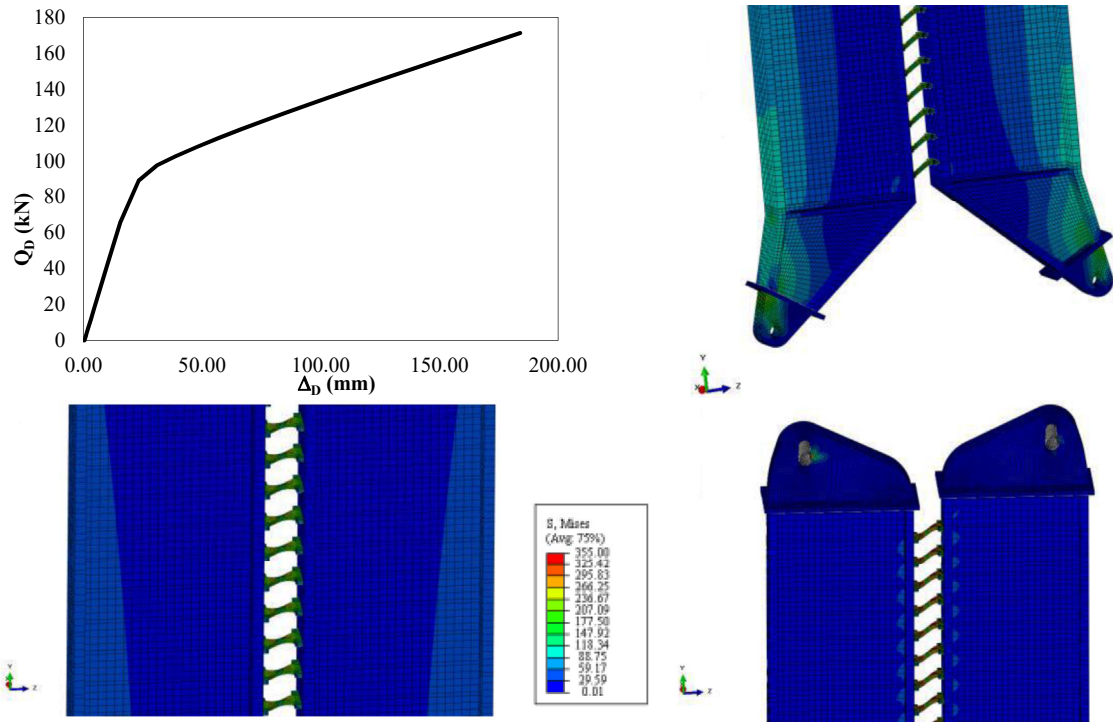 180
160
140
120
100
80
60
40
20
0
Q_D (kN)
0.00 50.00 100.00 150.00 200.00
Δ_D (mm)
Y
X Z
S, Mises
(Avg: 75%)
355.00
325.42
295.83
266.25
236.67
207.09
177.50
147.92
118.34
88.75
59.17
29.59
0.01
Y
X Z
Y
X Z